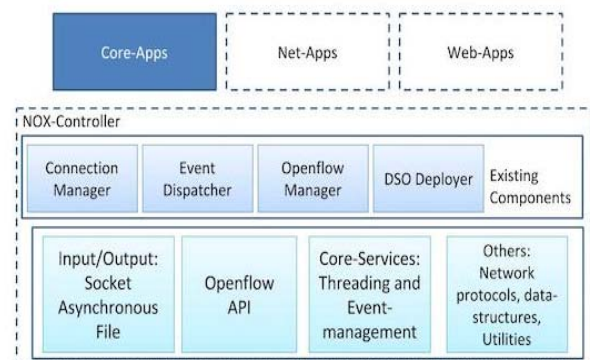 Core-Apps
Net-Apps
Web-Apps
NOX-Controller
Connection
Manager
Event
Dispatcher
Openflow
Manager
DSO Deployer
Existing
Components
Input/Output:
Socket
Asynchronous
File
Openflow
API
Core-Services:
Threading and
Event-
management
Others:
Network
protocols, data-
structures,
Utilities